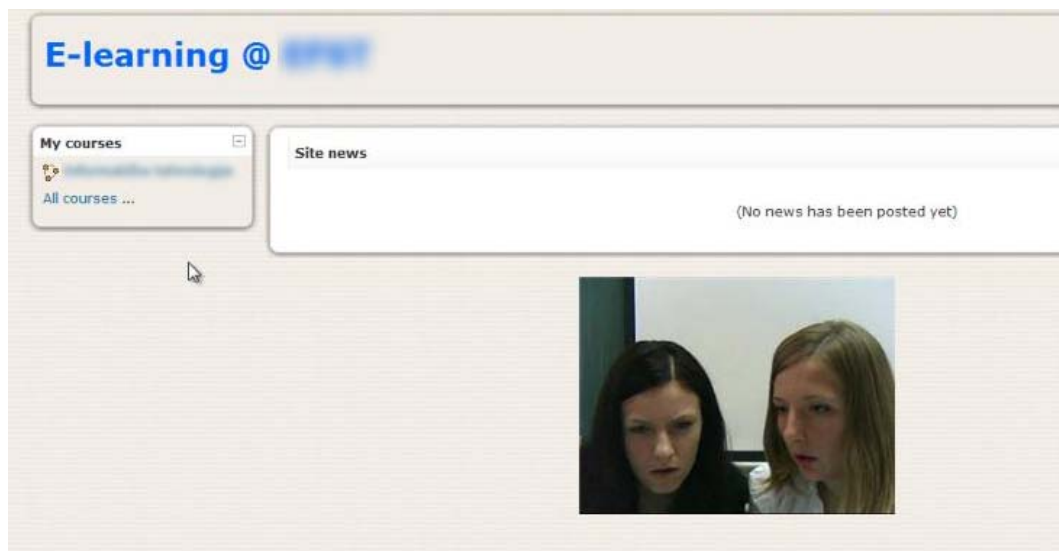 E-learning @
My courses
All courses ...
Site news
(No news has been posted yet)